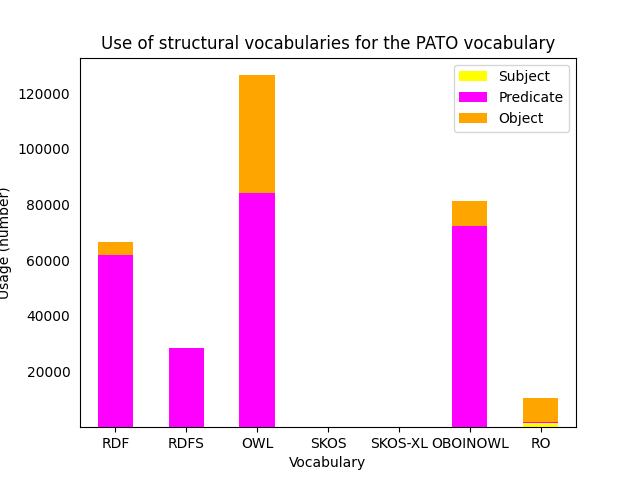 Use of structural vocabularies for the PATO vocabulary
Subject
Predicate
Object
Usage (number)
120000
100000
80000
60000
40000
20000
RDF RDFS OWL SKOS SKOS-XL OBOINOWL RO
Vocabulary